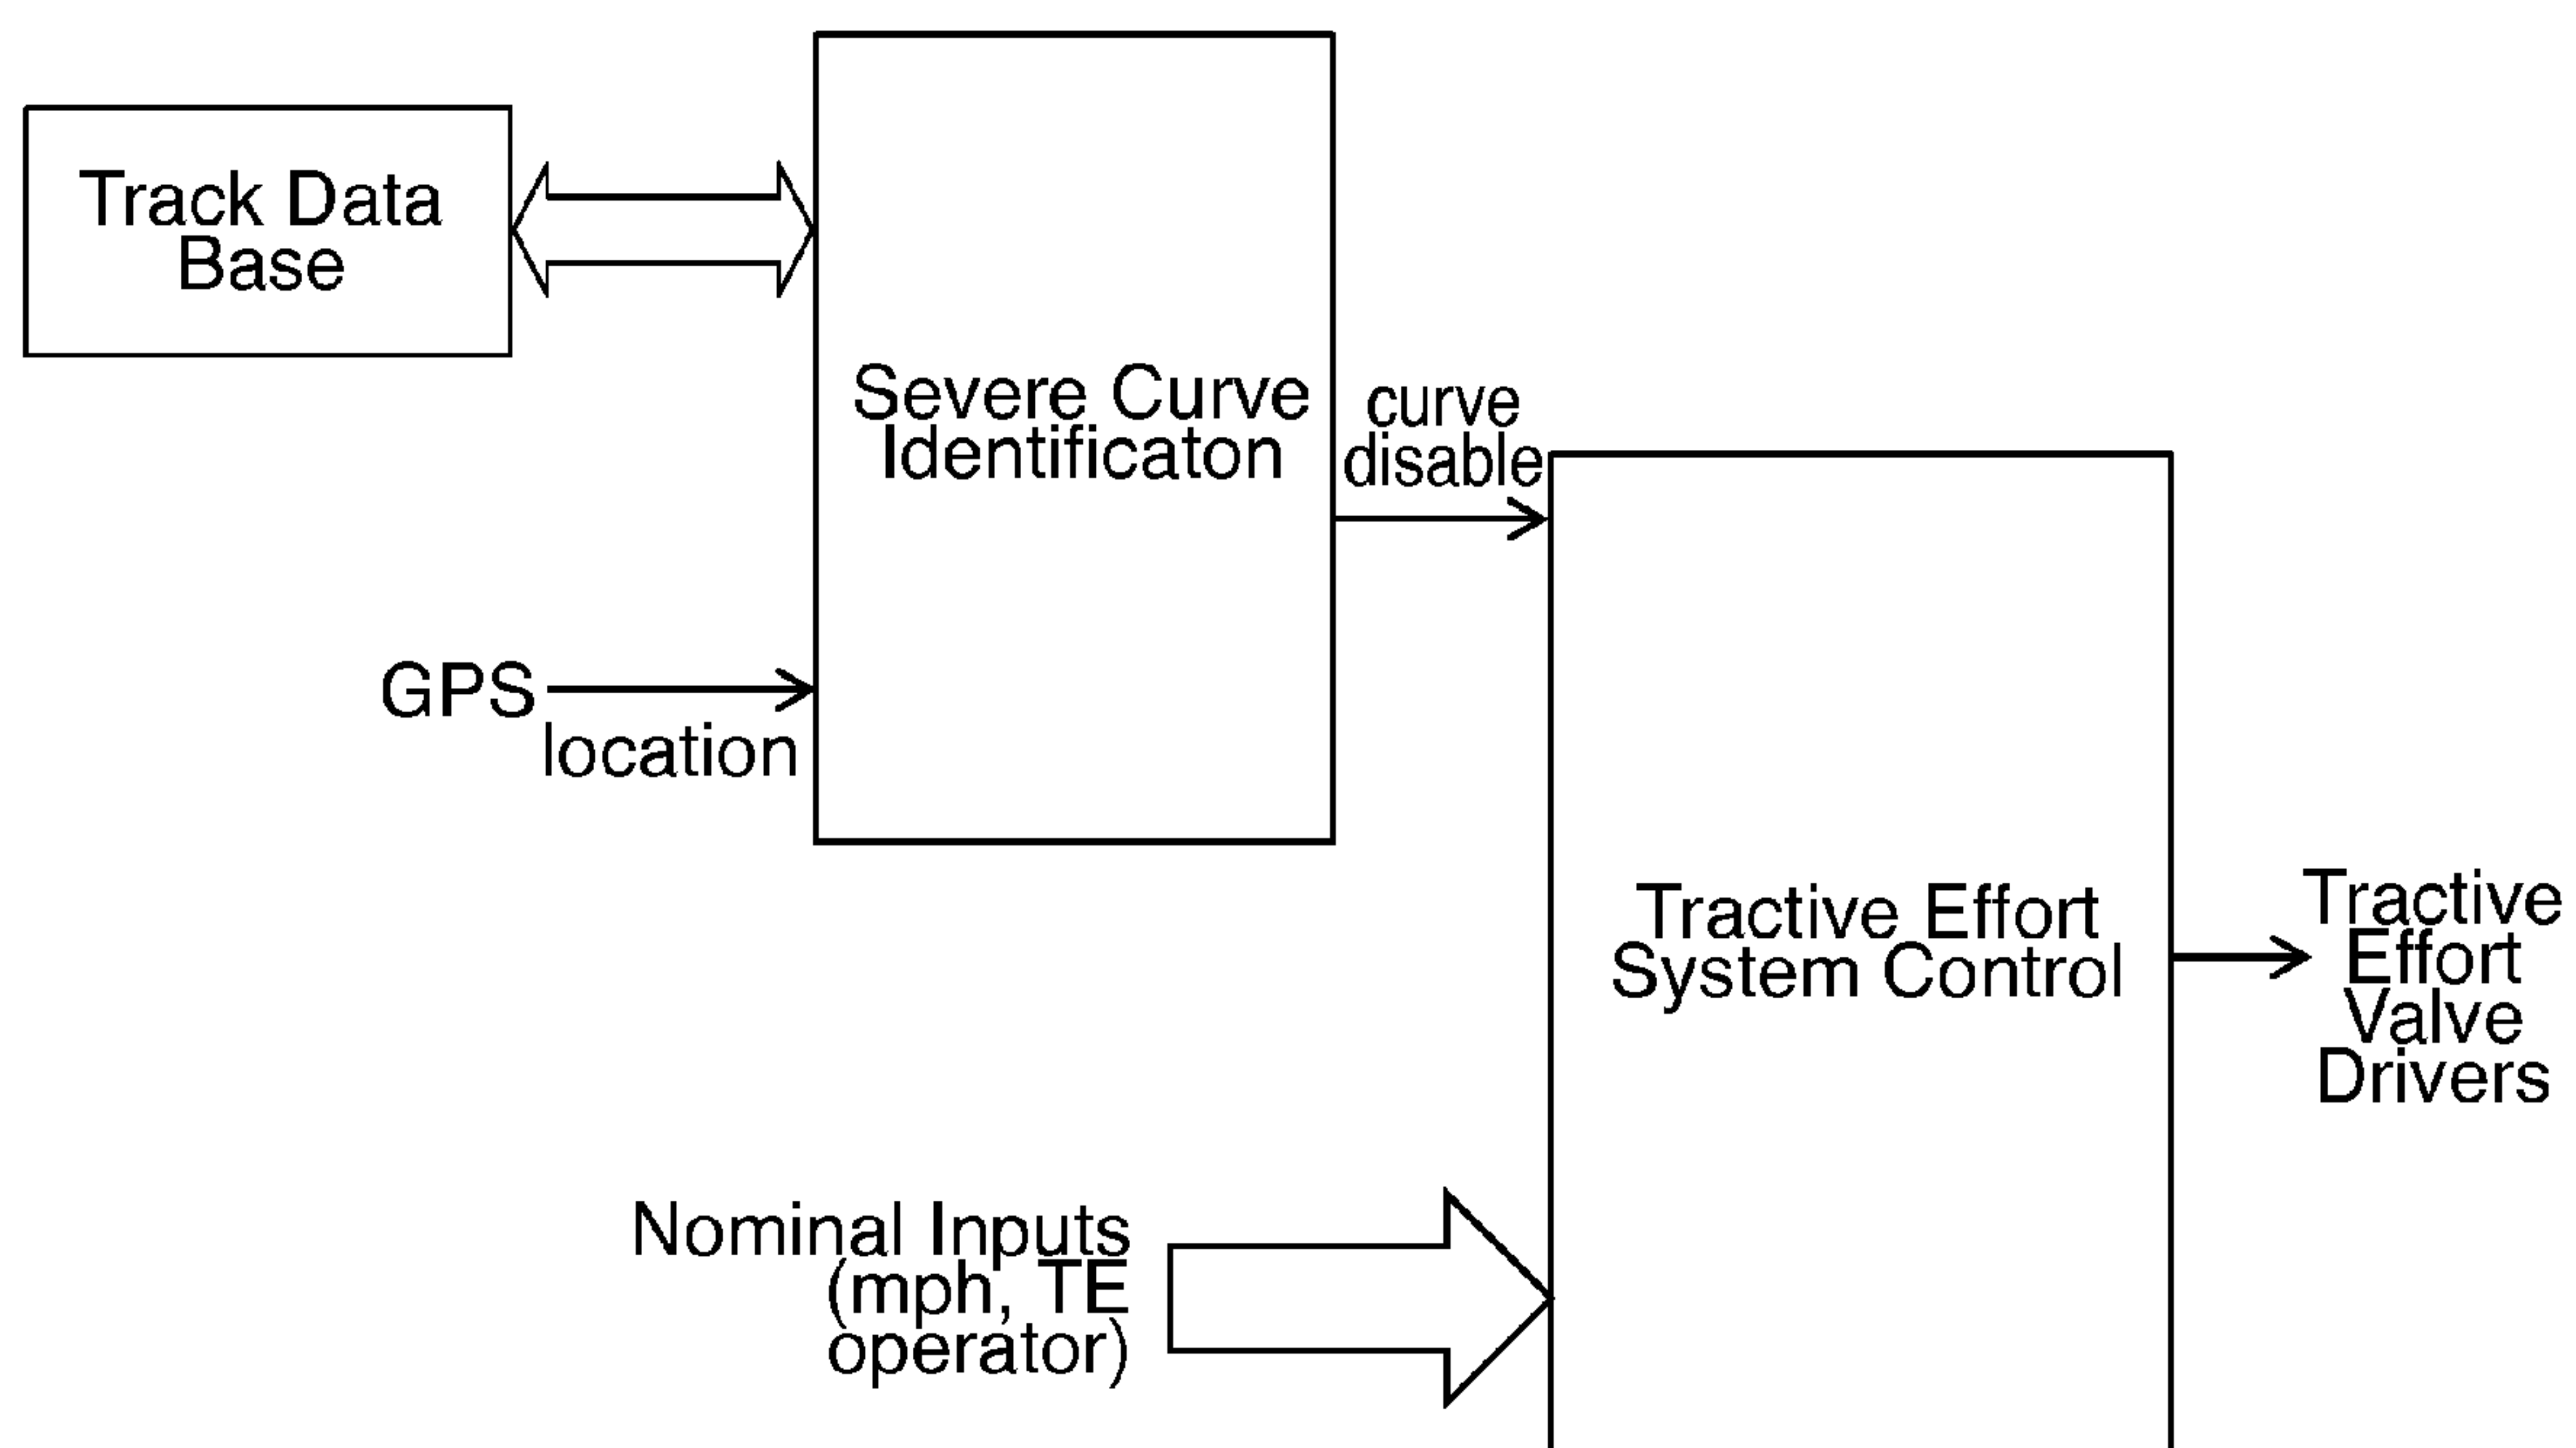 Track Data
Base
Severe Curve
Identificaton
curve
disable
GPS
location
Tractive Effort
System Control
Tractive
Effort
Valve
Drivers
Nominal Inputs
(mph, TE
operator)